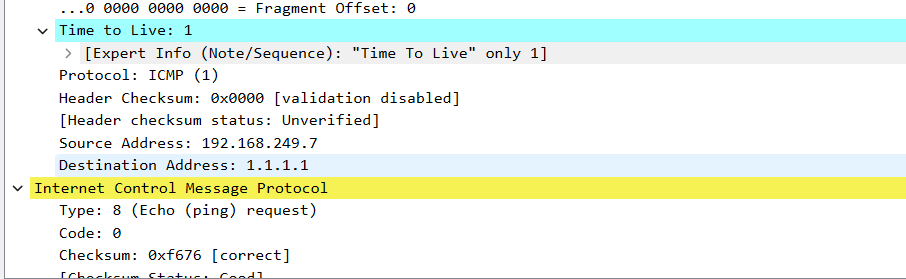 ...0 0000 0000 0000 = Fragment Offset: 0
Time to Live: 1
[Expert Info (Note/Sequence): "Time To Live" only 1]
Protocol: ICMP (1)
Header Checksum: 0x0000 [validation disabled]
[Header checksum status: Unverified]
Source Address: 192.168.249.7
Destination Address: 1.1.1.1
Internet Control Message Protocol
Type: 8 (Echo (ping) request)
Code: 0
Checksum: 0xf676 [correct]
[Checksum Status: Good]